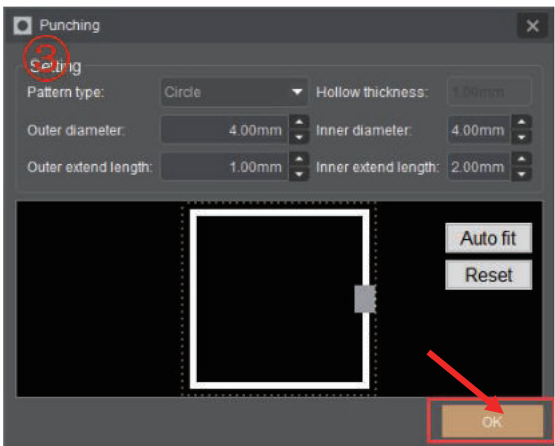 Punching
③
Setting
Pattern type: Circle Hollow thickness: 1.00mm
Outer diameter: 4.00mm Inner diameter: 4.00mm
Outer extend length: 1.00mm Inner extend length: 2.00mm
Auto fit
Reset
OK